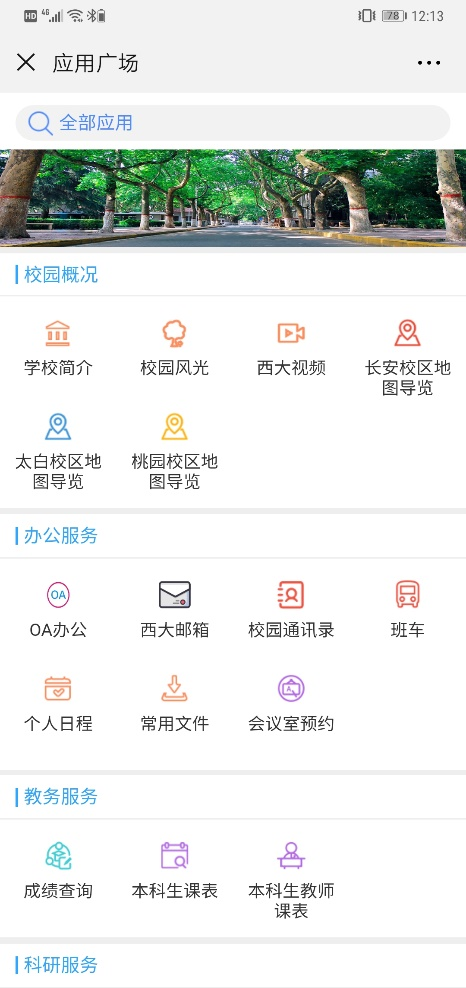 HD 4G 78 12:13
应用广场
全部应用
校园概况
学校简介 校园风光 西大视频 长安校区地
图导览
太白校区地 桃园校区地
图导览 图导览
办公服务
OA
OA办公 西大邮箱 校园通讯录 班车
个人日程 常用文件 会议室预约
教务服务
成绩查询 本科生课表 本科生教师
课表
科研服务